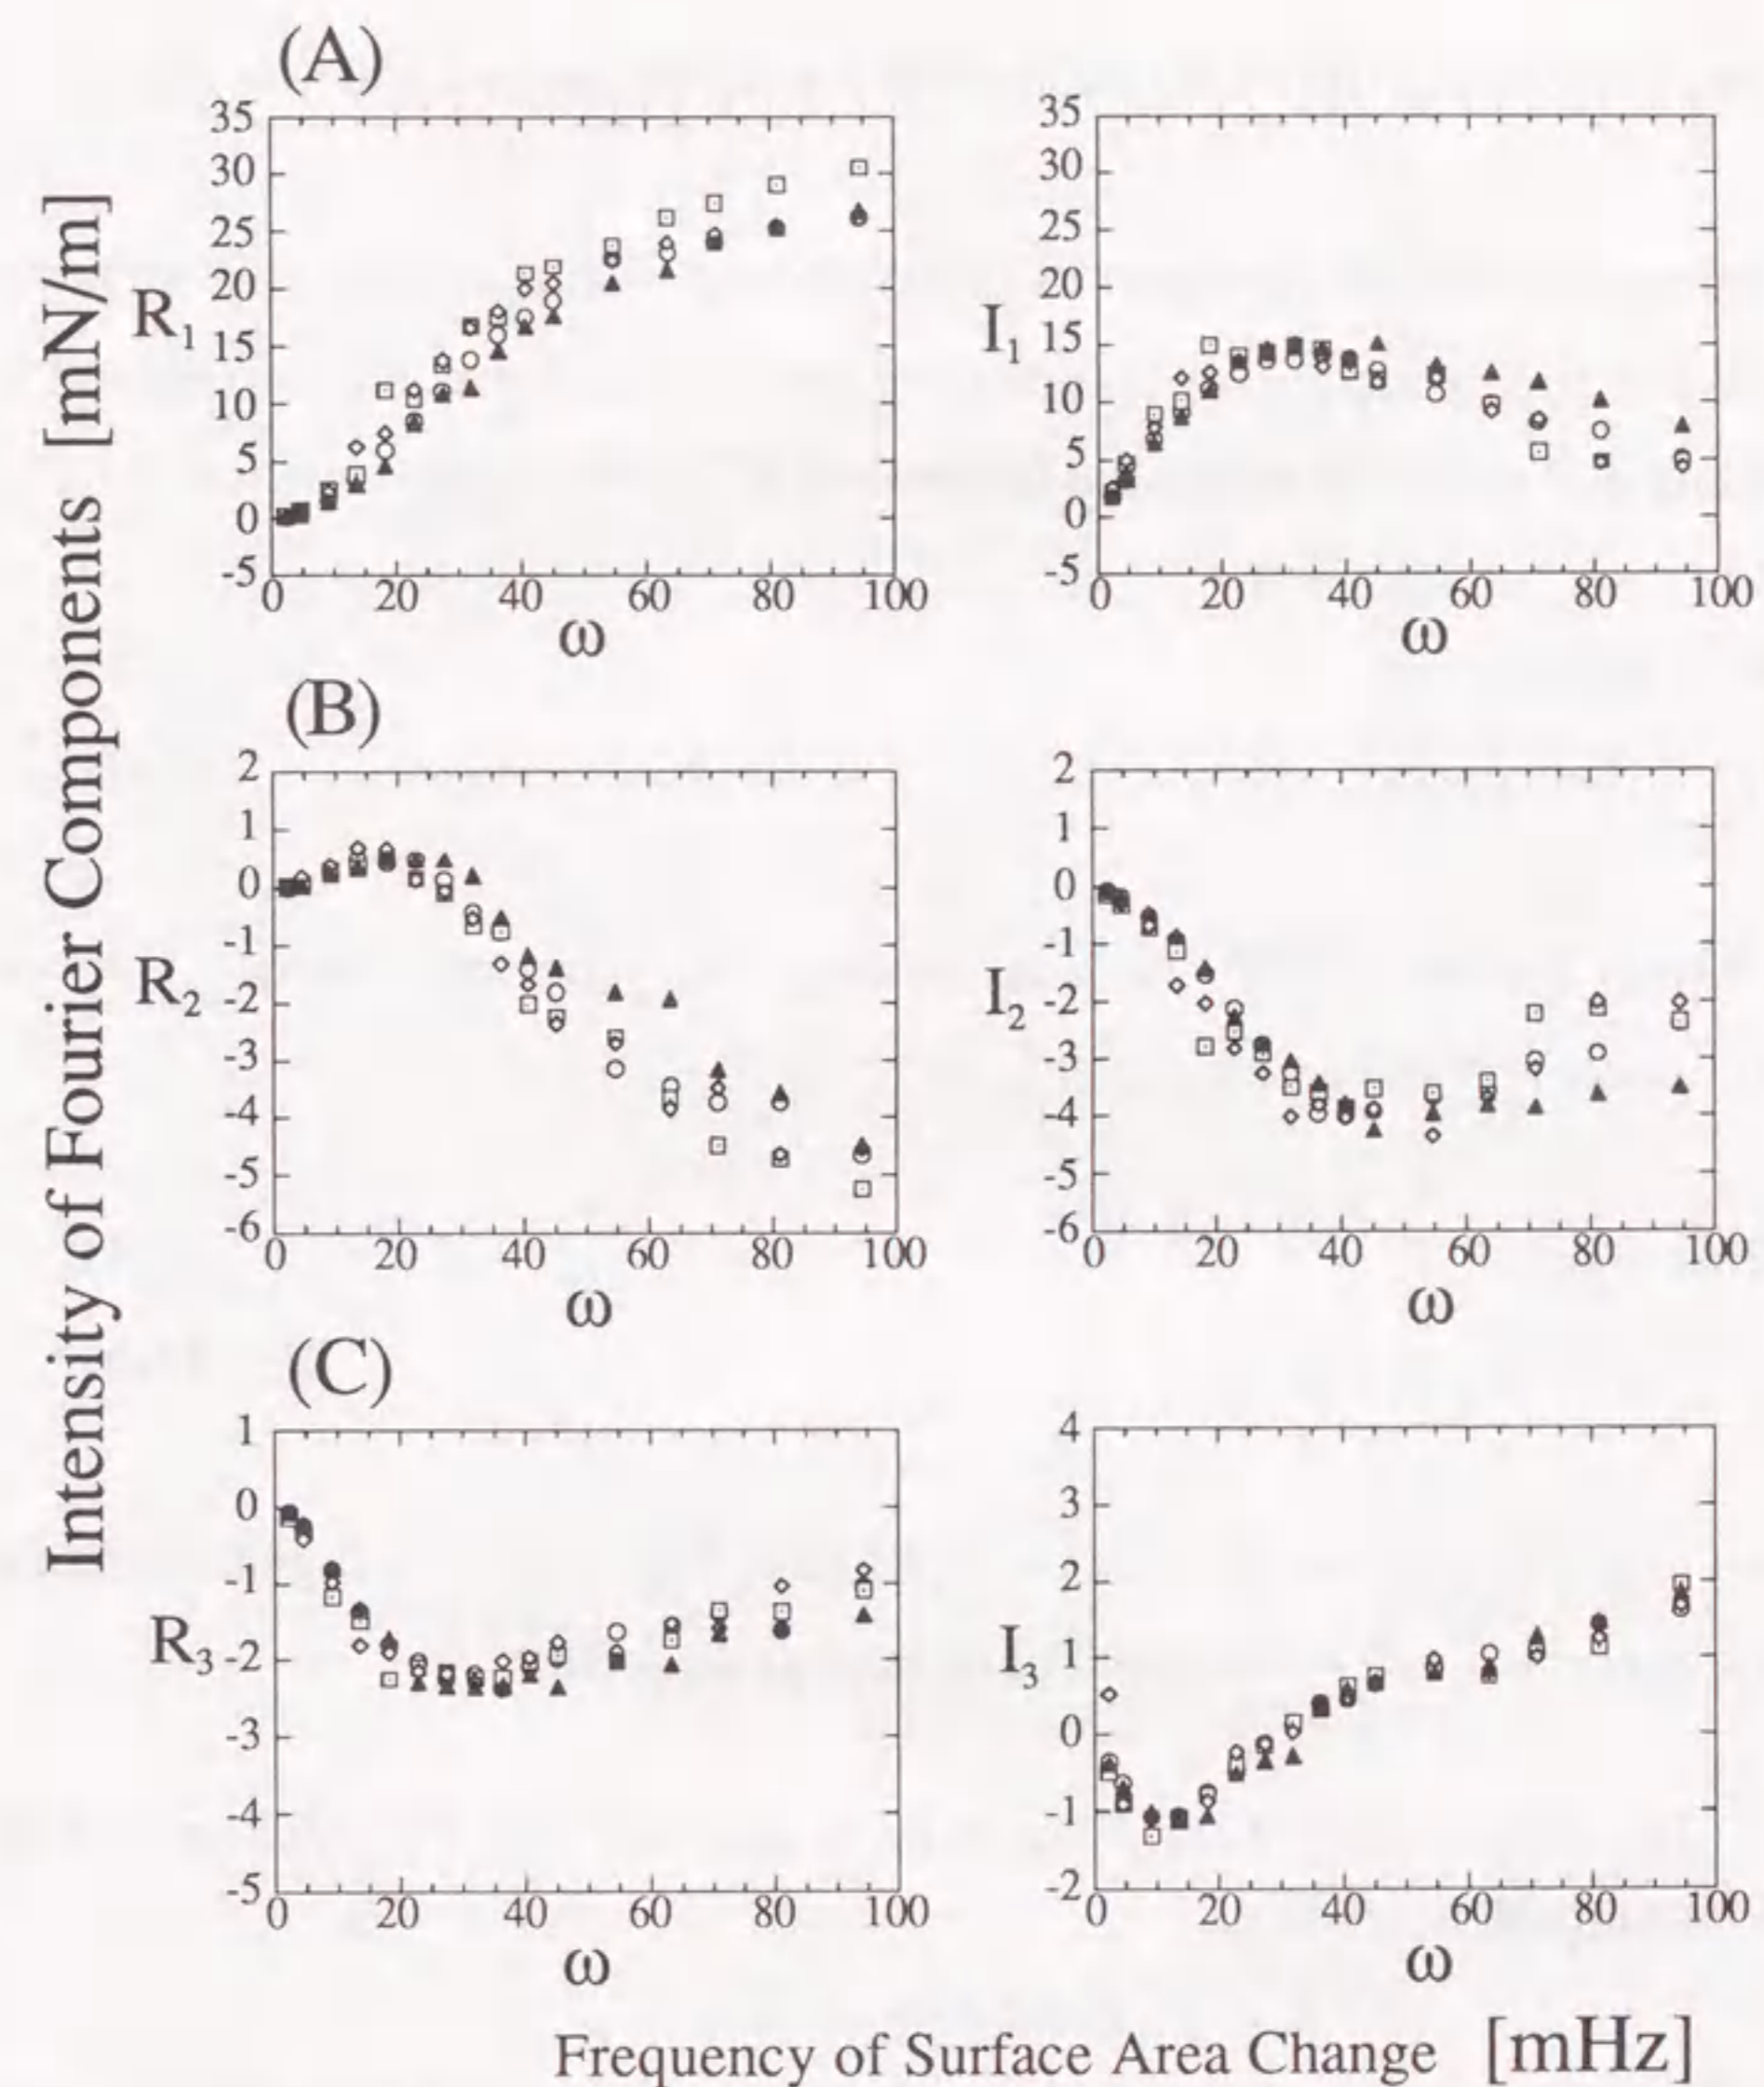 Intensity of Fourier Components [mN/m]
(A)
35
30
25
20
15
10
5
0
-5
R1
0 20 40 60 80 100
ω
35
30
25
20
15
10
5
0
-5
I1
0 20 40 60 80 100
ω
(B)
2
1
0
-1
-2
-3
-4
-5
-6
R2
0 20 40 60 80 100
ω
2
1
0
-1
-2
-3
-4
-5
-6
I2
0 20 40 60 80 100
ω
(C)
1
0
-1
-2
-3
-4
-5
R3
0 20 40 60 80 100
ω
4
3
2
1
0
-1
-2
I3
0 20 40 60 80 100
ω
Frequency of Surface Area Change [mHz]